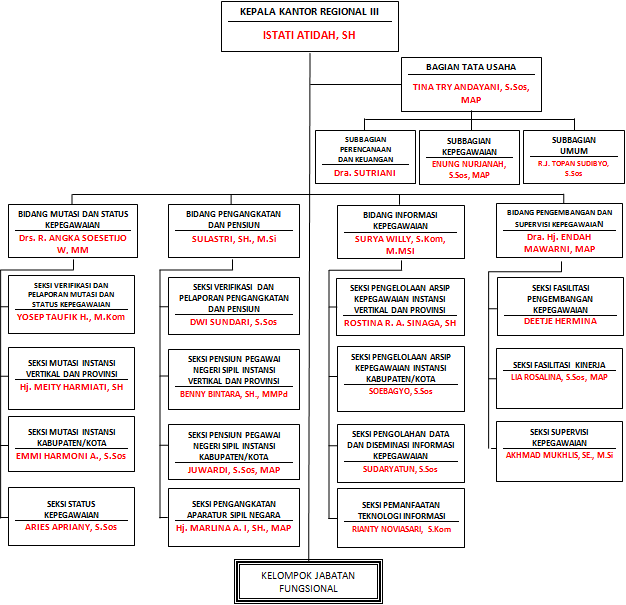 KEPALA KANTOR REGIONAL III
ISTATI ATIDAH, SH
BAGIAN TATA USAHA
TINA TRY ANDAYANI, S.Sos,
MAP
SUBBAGIAN
PERENCANAAN
DAN KEUANGAN
Dra. SUTRIANI
SUBBAGIAN
KEPEGAWAIAN
ENUNG NURJANAH,
S.Sos, MAP
SUBBAGIAN
UMUM
R.J. TOPAN SUDIBYO,
S.Sos
BIDANG MUTASI DAN STATUS
KEPEGAWAIAN
Drs. R. ANGKA SOESETIJO
W, MM
SEKSI VERIFIKASI DAN
PELAPORAN MUTASI DAN
STATUS KEPEGAWAIAN
YOSEP TAUFIK H., M.Kom
SEKSI MUTASI INSTANSI
VERTIKAL DAN PROVINSI
Hj. MEITY HARMIATI, SH
SEKSI MUTASI INSTANSI
KABUPATEN/KOTA
EMMI HARMONI A., S.Sos
SEKSI STATUS
KEPEGAWAIAN
ARIES APRIANY, S.Sos
BIDANG PENGANGKATAN
DAN PENSIUN
SULASTRI, SH., M.Si
SEKSI VERIFIKASI DAN
PELAPORAN PENGANGKATAN
DAN PENSIUN
DWI SUNDARI, S.Sos
SEKSI PENSIUN PEGAWAI
NEGERI SIPIL INSTANSI
VERTIKAL DAN PROVINSI
BENNY BINTARA, SH., MMPd
SEKSI PENSIUN PEGAWAI
NEGERI SIPIL INSTANSI
KABUPATEN/KOTA
JUWARDI, S.Sos, MAP
SEKSI PENGANGKATAN
APARATUR SIPIL NEGARA
Hj. MARLINA A. I, SH., MAP
BIDANG INFORMASI
KEPEGAWAIAN
SURYA WILLY, S.Kom,
M.MSI
SEKSI PENGELOLAAN ARSIP
KEPEGAWAIAN INSTANSI
VERTIKAL DAN PROVINSI
ROSTINA R. A. SINAGA, SH
SEKSI PENGELOLAAN ARSIP
KEPEGAWAIAN INSTANSI
KABUPATEN/KOTA
SOEBAGYO, S.Sos
SEKSI PENGOLAHAN DATA
DAN DISEMINASI INFORMASI
KEPEGAWAIAN
SUDARYATUN, S.Sos
SEKSI PEMANFAATAN
TEKNOLOGI INFORMASI
RIANTY NOVIASARI, S.Kom
BIDANG PENGEMBANGAN DAN
SUPERVISI KEPEGAWAIAN
Dra. Hj. ENDAH
MAWARNI, MAP
SEKSI FASILITASI
PENGEMBANGAN
KEPEGAWAIAN
DEETJE HERMINA
SEKSI FASILITASI KINERJA
LIA ROSALINA, S.Sos, MAP
SEKSI SUPERVISI
KEPEGAWAIAN
AKHMAD MUKHLIS, SE., M.Si
KELOMPOK JABATAN
FUNGSIONAL